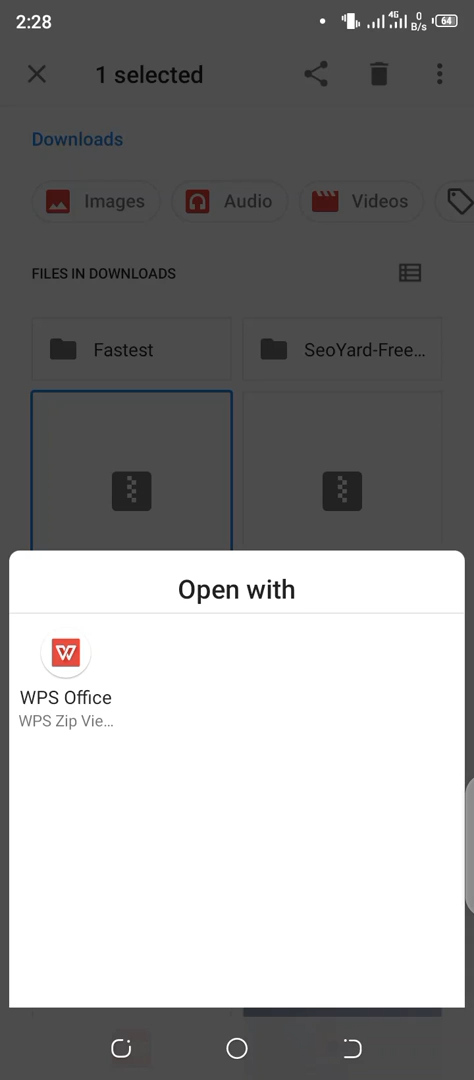 2:28
4G
0
B/s
64
1 selected
Downloads
Images
Audio
Videos
FILES IN DOWNLOADS
Fastest
SeoYard-Free...
Open with
WPS Office
WPS Zip Vie...